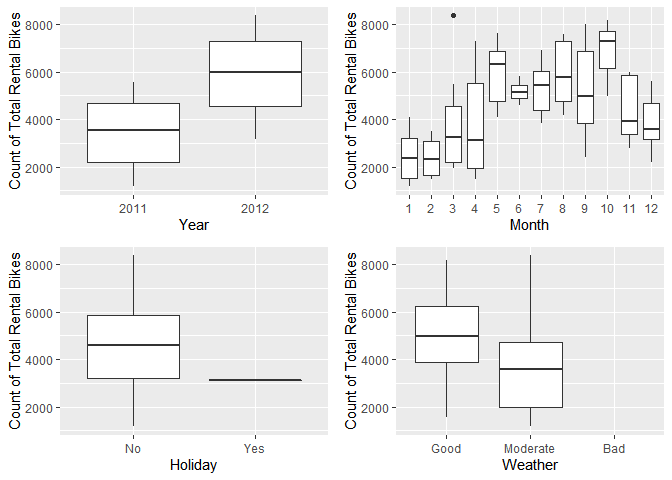 Count of Total Rental Bikes
8000
6000
4000
2000
2011 2012
Year
Count of Total Rental Bikes
8000
6000
4000
2000
1 2 3 4 5 6 7 8 9 10 11 12
Month
Count of Total Rental Bikes
8000
6000
4000
2000
No Yes
Holiday
Count of Total Rental Bikes
8000
6000
4000
2000
Good Moderate Bad
Weather